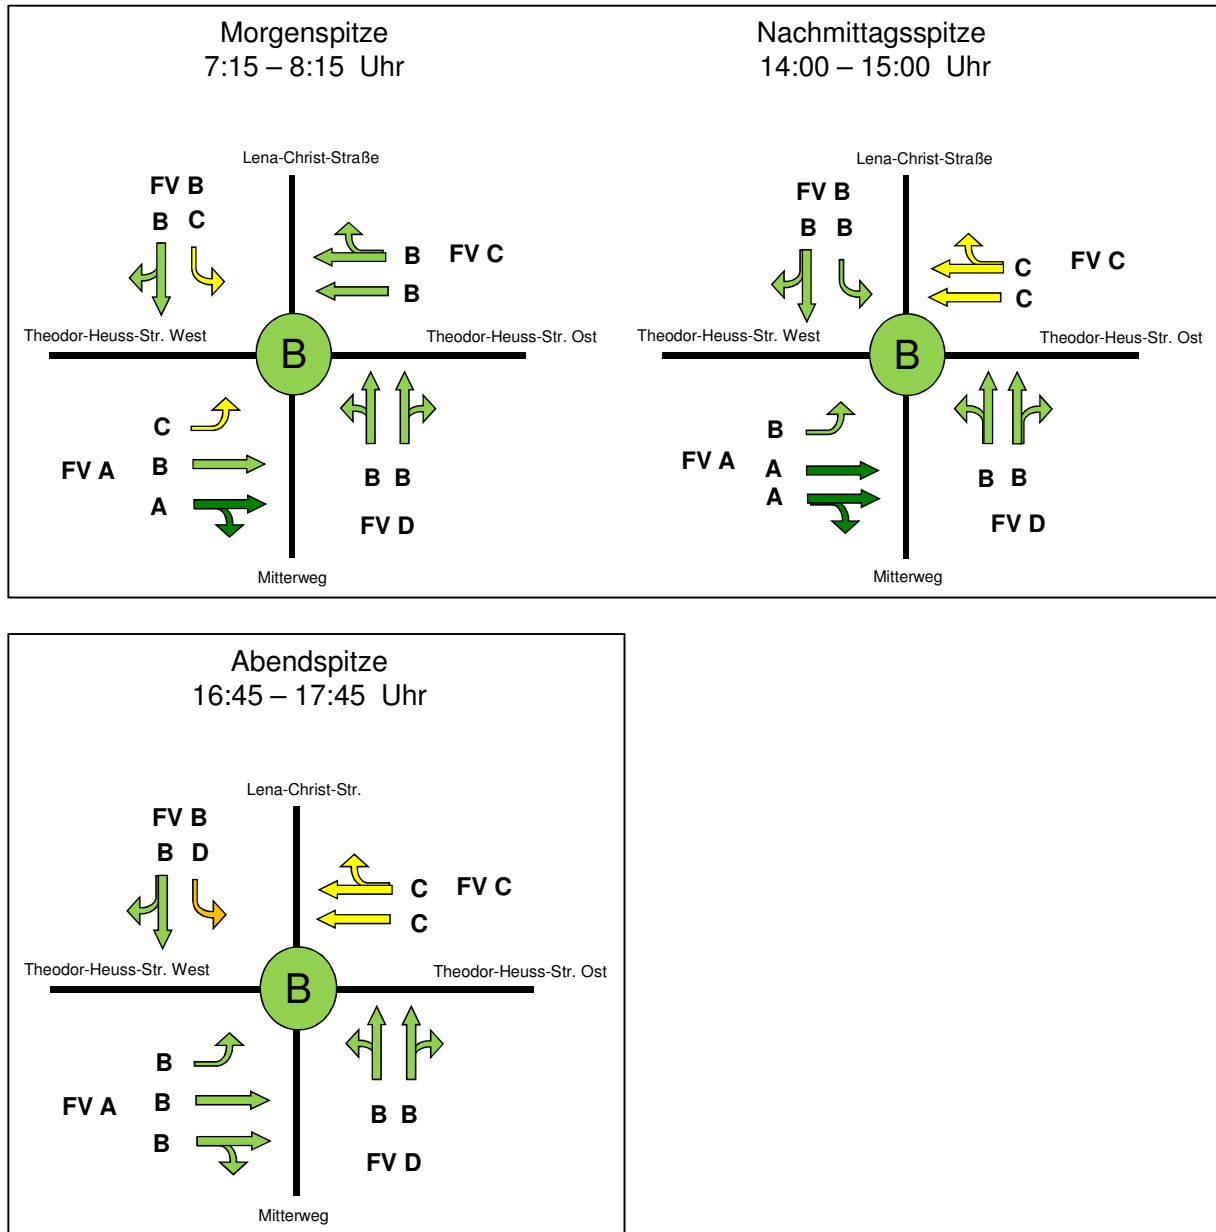 Morgenspitze
7:15 – 8:15 Uhr
Lena-Christ-Straße
FV B
B C
B FV C
B
Theodor-Heuss-Str. West
Theodor-Heuss-Str. Ost
B
C
FV A B
A
B B
FV D
Mitterweg
Nachmittagsspitze
14:00 – 15:00 Uhr
Lena-Christ-Straße
FV B
B B
C FV C
C
Theodor-Heuss-Str. West
Theodor-Heus-Str. Ost
B
B
FV A A
A
B B
FV D
Mitterweg
Abendspitze
16:45 – 17:45 Uhr
Lena-Christ-Str.
FV B
B D
C FV C
C
Theodor-Heuss-Str. West
Theodor-Heuss-Str. Ost
B
B
FV A B
B
B B
FV D
Mitterweg